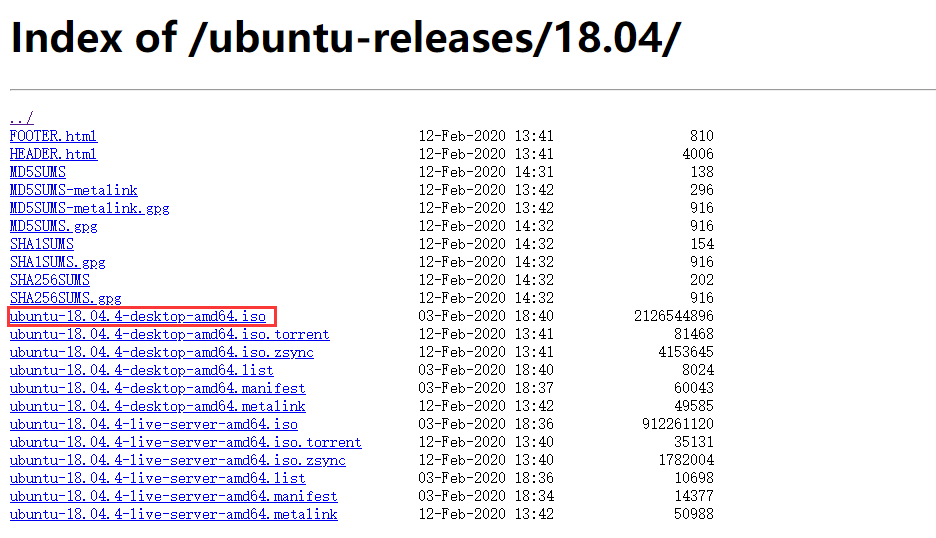 Index of /ubuntu-releases/18.04/
../
FOOTER.html 12-Feb-2020 13:41 810
HEADER.html 12-Feb-2020 13:41 4006
MD5SUMS 12-Feb-2020 14:31 138
MD5SUMS-metalink 12-Feb-2020 13:42 296
MD5SUMS-metalink.gpg 12-Feb-2020 13:42 916
MD5SUMS.gpg 12-Feb-2020 14:32 916
SHA1SUMS 12-Feb-2020 14:32 154
SHA1SUMS.gpg 12-Feb-2020 14:32 916
SHA256SUMS 12-Feb-2020 14:32 202
SHA256SUMS.gpg 12-Feb-2020 14:32 916
ubuntu-18.04.4-desktop-amd64.iso 03-Feb-2020 18:40 2126544896
ubuntu-18.04.4-desktop-amd64.iso.torrent 12-Feb-2020 13:41 81468
ubuntu-18.04.4-desktop-amd64.iso.zsync 12-Feb-2020 13:41 4153645
ubuntu-18.04.4-desktop-amd64.list 03-Feb-2020 18:40 8024
ubuntu-18.04.4-desktop-amd64.manifest 03-Feb-2020 18:37 60043
ubuntu-18.04.4-desktop-amd64.metalink 12-Feb-2020 13:42 49585
ubuntu-18.04.4-live-server-amd64.iso 03-Feb-2020 18:36 912261120
ubuntu-18.04.4-live-server-amd64.iso.torrent 12-Feb-2020 13:40 35131
ubuntu-18.04.4-live-server-amd64.iso.zsync 12-Feb-2020 13:40 1782004
ubuntu-18.04.4-live-server-amd64.list 03-Feb-2020 18:36 10698
ubuntu-18.04.4-live-server-amd64.manifest 03-Feb-2020 18:34 14377
ubuntu-18.04.4-live-server-amd64.metalink 12-Feb-2020 13:42 50988